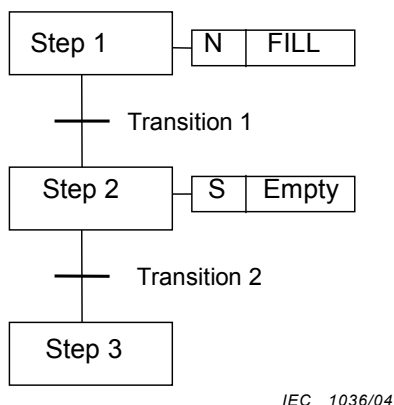 Step 1 N FILL
Transition 1
Step 2 S Empty
Transition 2
Step 3
IEC 1036/04